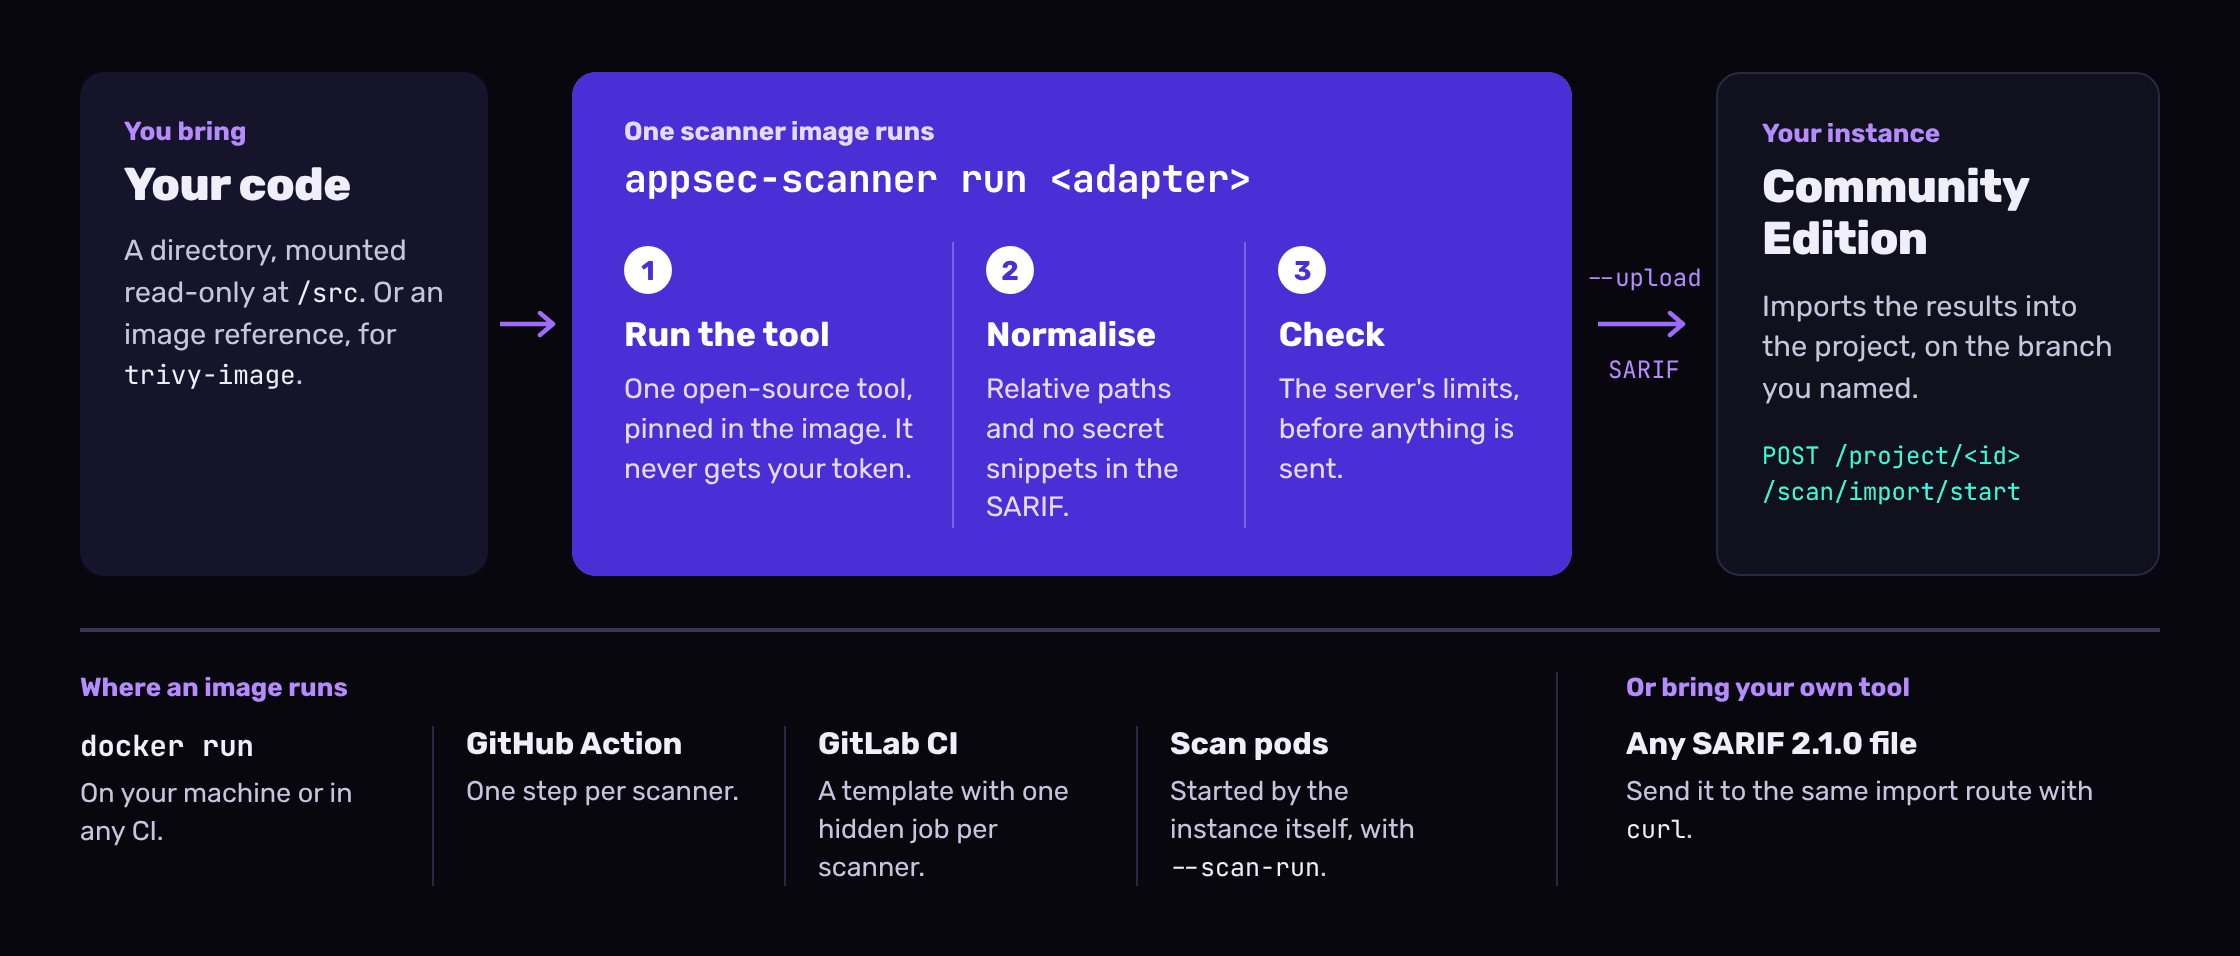 You bring
Your code
A directory, mounted
read-only at /src. Or an
image reference, for
trivy-image.
One scanner image runs
appsec-scanner run <adapter>
1
Run the tool
One open-source tool,
pinned in the image. It
never gets your token.
2
Normalise
Relative paths
and no secret
snippets in the
SARIF.
3
Check
The server's limits,
before anything is
sent.
--upload
SARIF
Your instance
Community
Edition
Imports the results into
the project, on the branch
you named.
POST /project/<id>
/scan/import/start
Where an image runs
docker run
On your machine or in
any CI.
GitHub Action
One step per scanner.
GitLab CI
A template with one
hidden job per
scanner.
Scan pods
Started by the
instance itself, with
--scan-run.
Or bring your own tool
Any SARIF 2.1.0 file
Send it to the same import route with
curl.